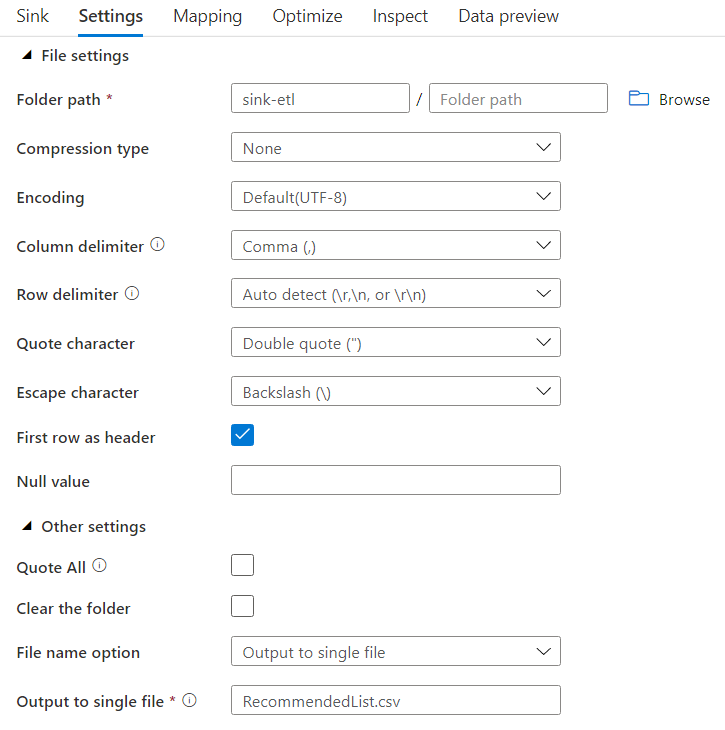 Sink Settings Mapping Optimize Inspect Data preview
File settings
Folder path * sink-etl / Folder path Browse
Compression type None
Encoding Default(UTF-8)
Column delimiter Comma (,)
Row delimiter Auto detect (\r,\n, or \r\n)
Quote character Double quote (")
Escape character Backslash (\)
First row as header
Null value
Other settings
Quote All
Clear the folder
File name option Output to single file
Output to single file * RecommendedList.csv